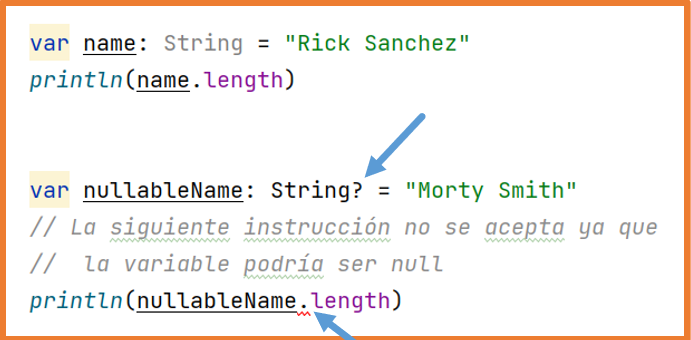 var name: String = "Rick Sanchez"
println(name.length)
var nullableName: String? = "Morty Smith"
// La siguiente instrucción no se acepta ya que
//  la variable podría ser null
println(nullableName.length)